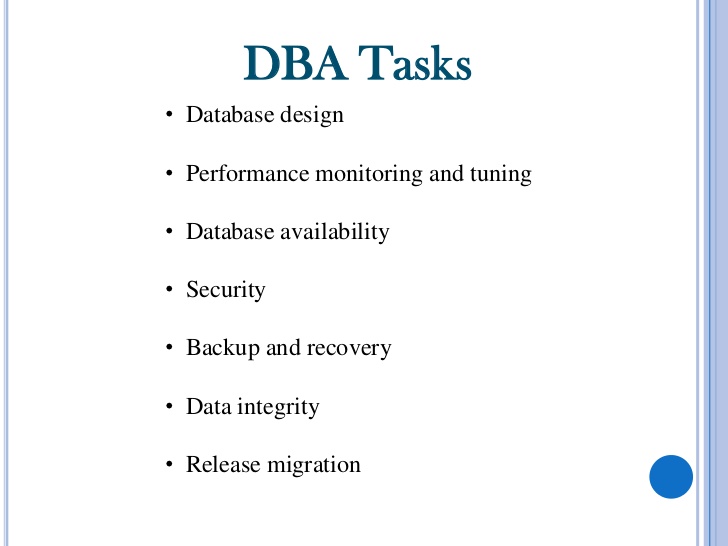 DBA Tasks
• Database design
• Performance monitoring and tuning
• Database availability
• Security
• Backup and recovery
• Data integrity
• Release migration